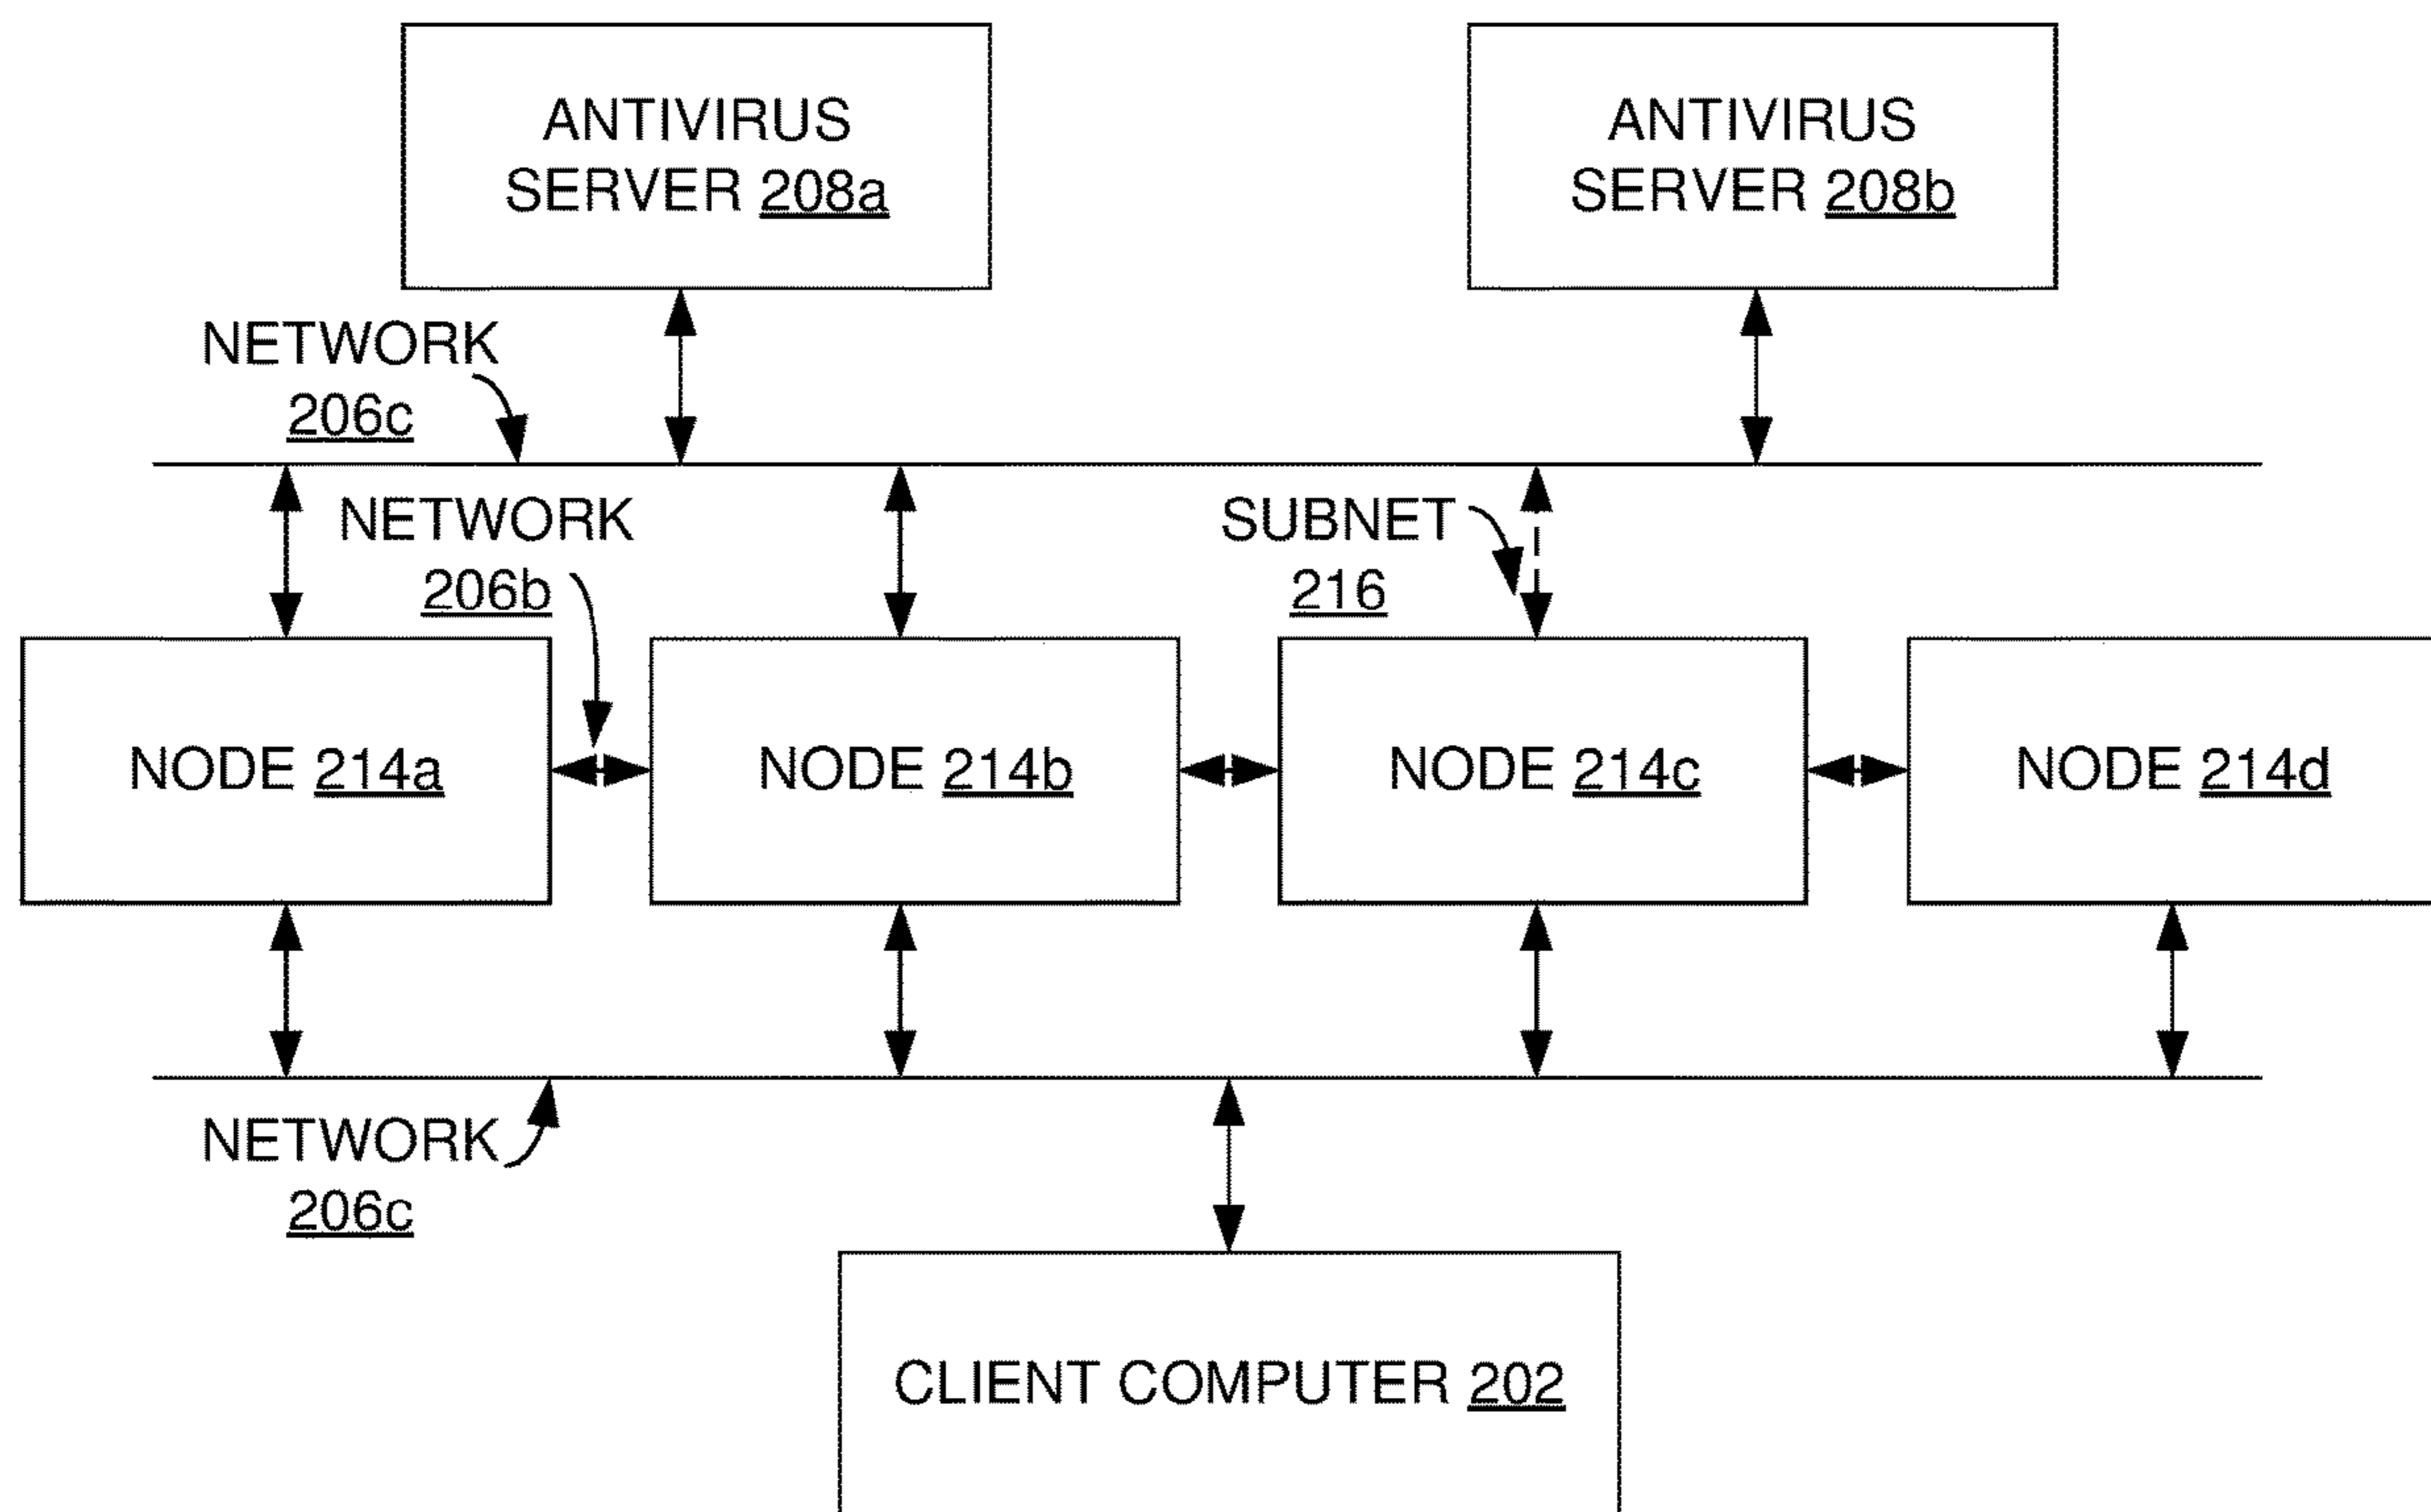 ANTIVIRUS
SERVER 208a
ANTIVIRUS
SERVER 208b
NETWORK
206c
NETWORK
206b
SUBNET
216
NODE 214a
NODE 214b
NODE 214c
NODE 214d
NETWORK
206c
CLIENT COMPUTER 202